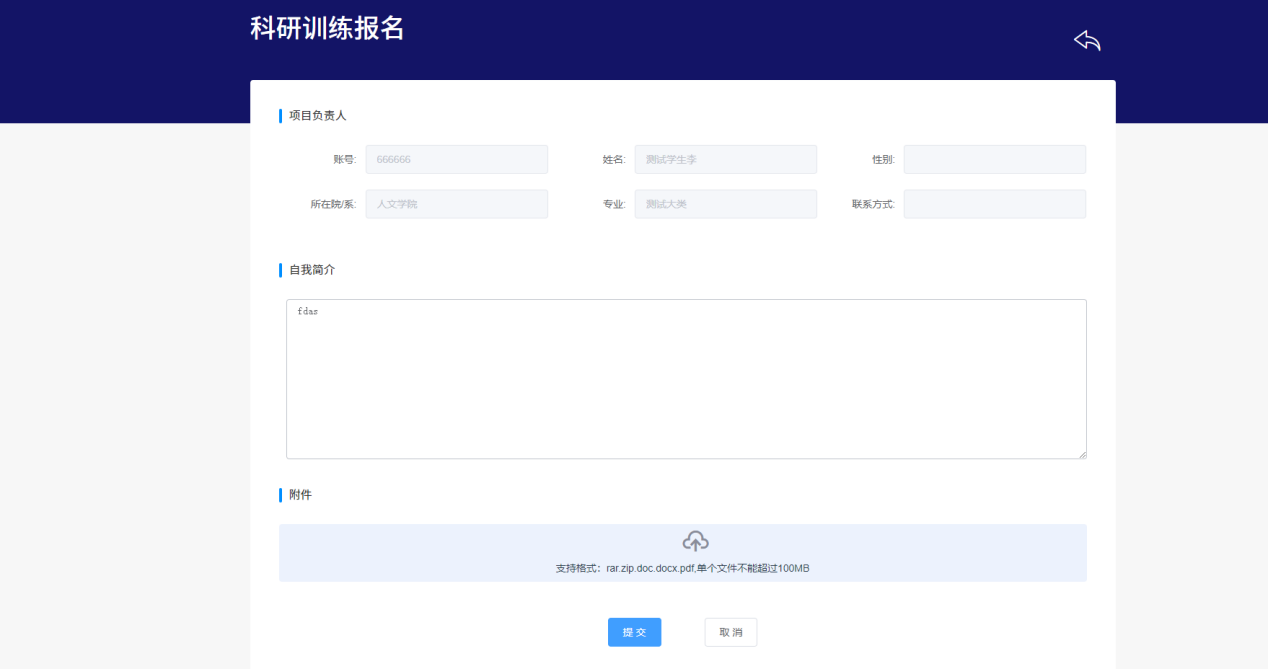 科研训练报名
项目负责人
账号: 666666 姓名: 测试学生李 性别:
所在院/系: 人文学院 专业: 测试大类 联系方式:
自我简介
fdas
附件
支持格式：rar.zip.doc.docx.pdf,单个文件不能超过100MB
提交 取消